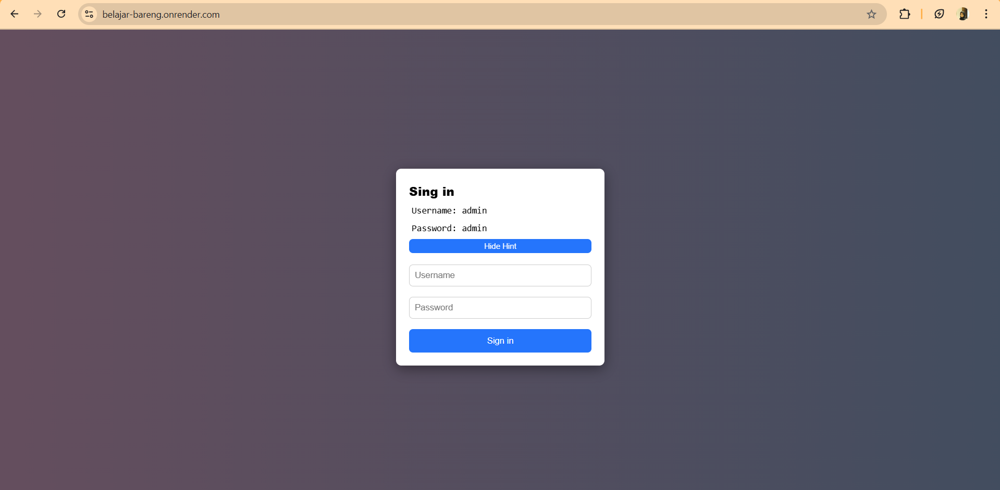 belajar-bareng.onrender.com
Sing in
Username: admin
Password: admin
Hide Hint
Username
Password
Sign in